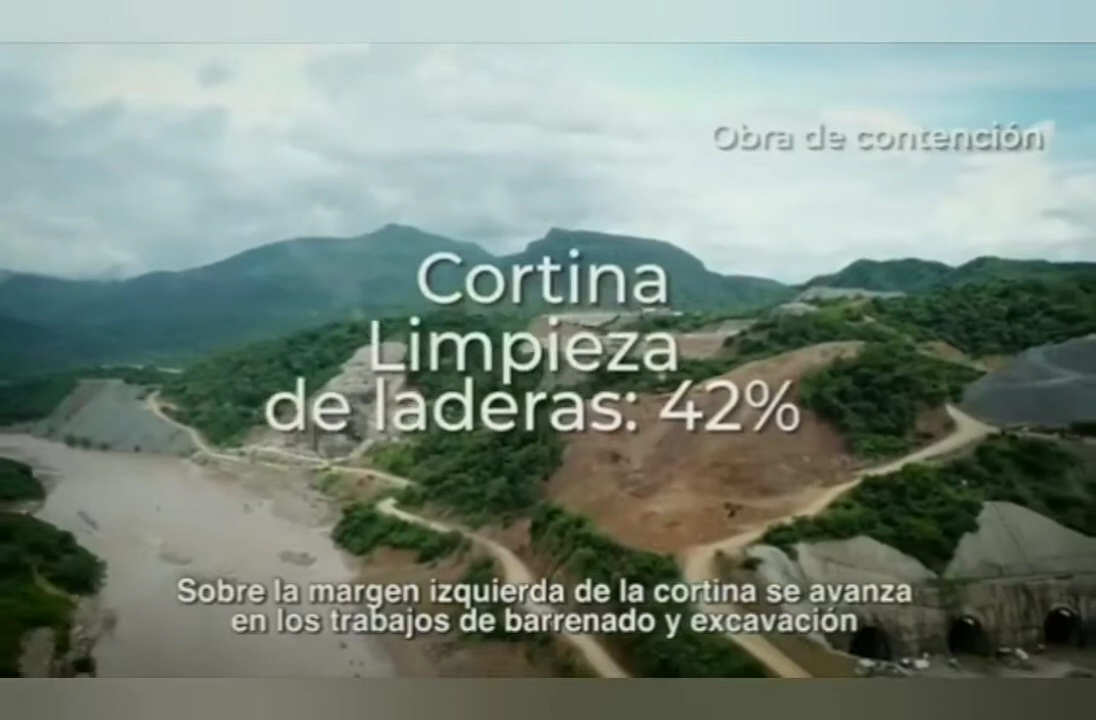 Obra de contención
Cortina
Limpieza
de laderas: 42%
Sobre la margen izquierda de la cortina se avanza
en los trabajos de barrenado y excavación